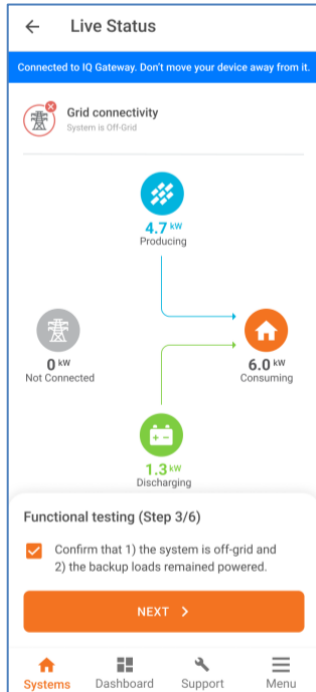 Live Status
Connected to IQ Gateway. Don't move your device away from it.
Grid connectivity
System is Off-Grid
4.7 kW
Producing
0 kW
Not Connected
6.0 kW
Consuming
1.3 kW
Discharging
Functional testing (Step 3/6)
Confirm that 1) the system is off-grid and
2) the backup loads remained powered.
NEXT >
Systems Dashboard Support Menu